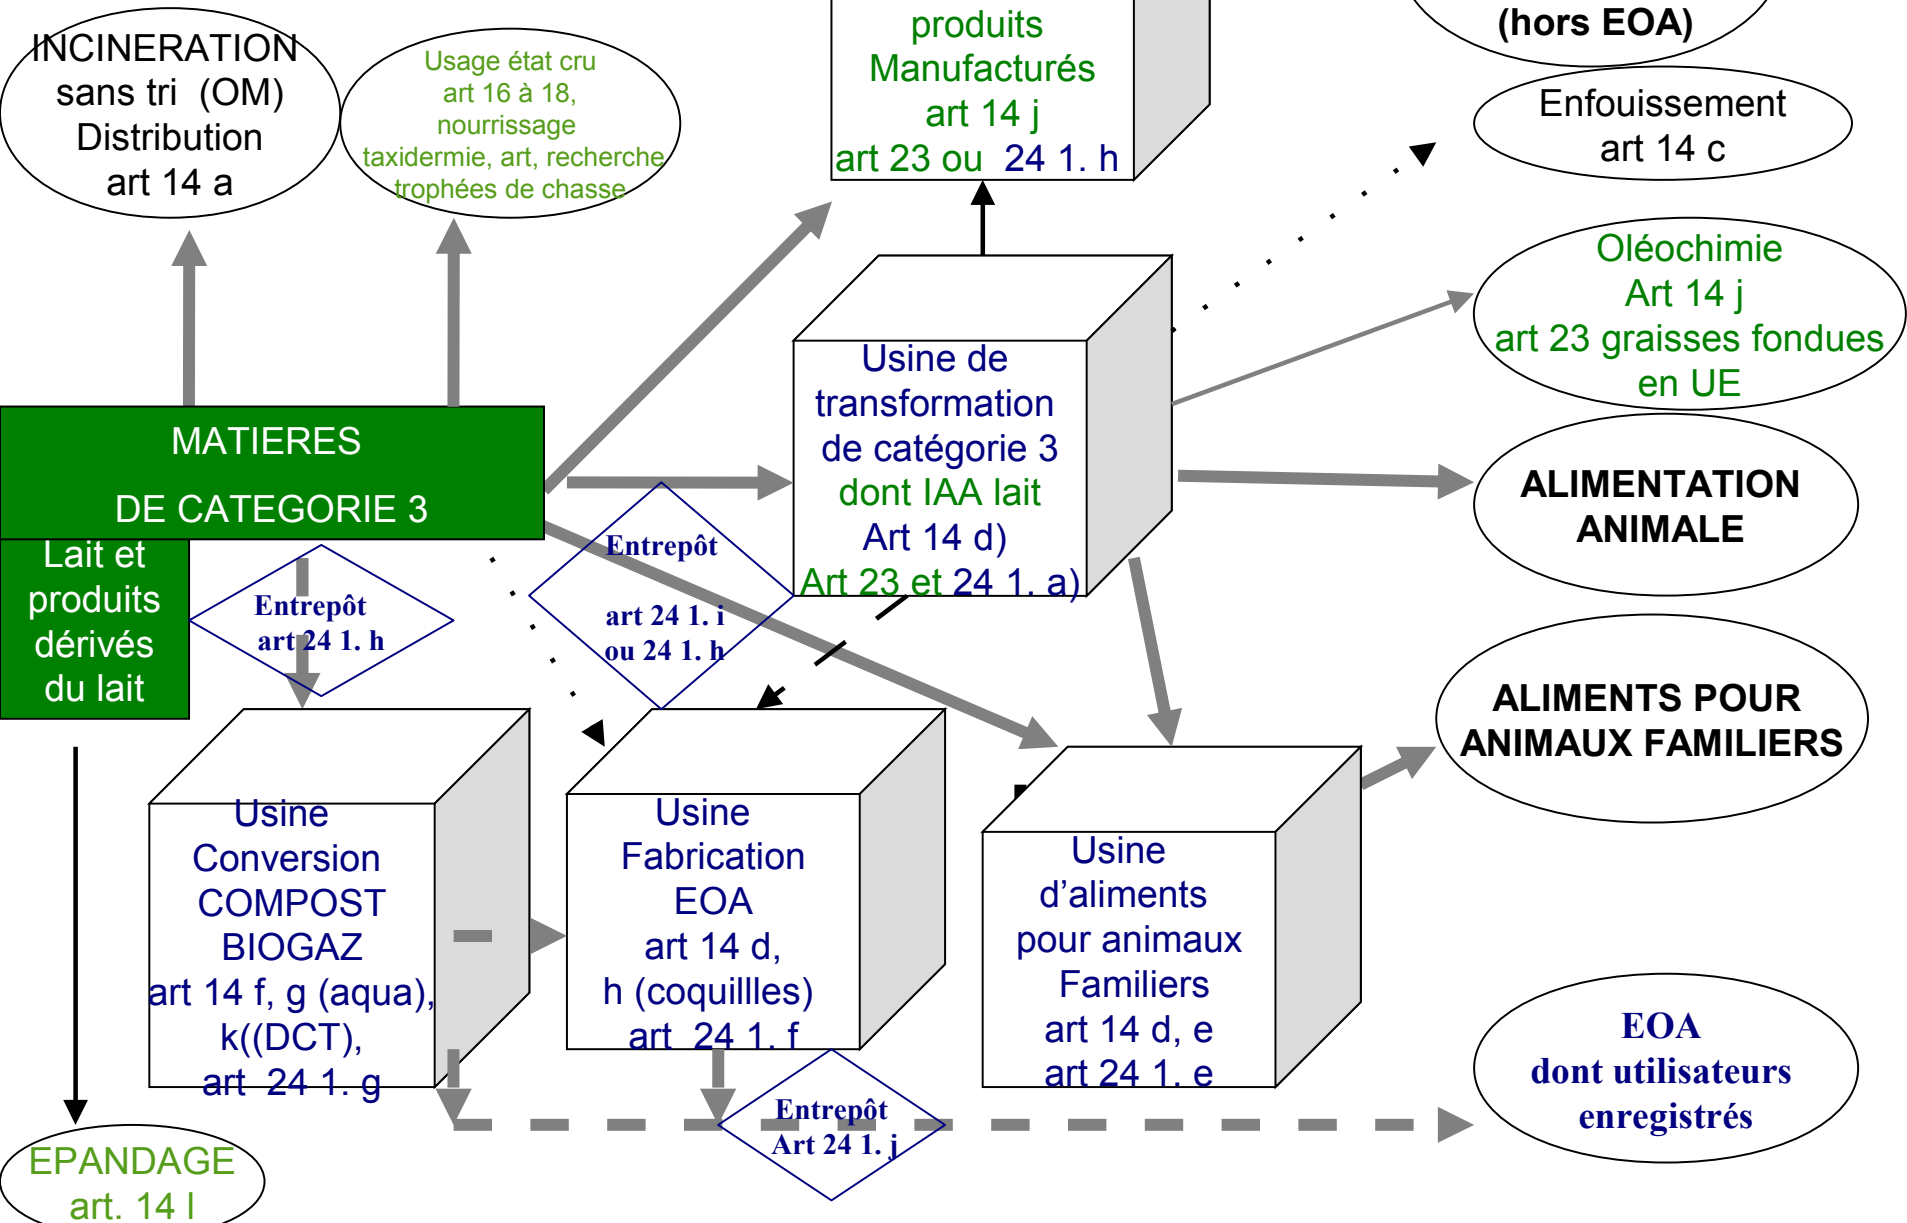 INCINERATION
sans tri (OM)
Distribution
art 14 a
Usage état cru
art 16 à 18,
nourrissage
taxidermie, art, recherche
trophées de chasse
produits
Manufacturés
art 14 j
art 23 ou 24 1. h
(hors EOA)
Enfouissement
art 14 c
Oléochimie
Art 14 j
art 23 graisses fondues
en UE
MATIERES
DE CATEGORIE 3
Lait et
produits
dérivés
du lait
Usine de
transformation
de catégorie 3
dont IAA lait
Art 14 d)
Art 23 et 24 1. a)
ALIMENTATION
ANIMALE
Entrepôt
art 24 1. h
Entrepôt
art 24 1. i
ou 24 1. h
ALIMENTS POUR
ANIMAUX FAMILIERS
Usine
Conversion
COMPOST
BIOGAZ
art 14 f, g (aqua),
k((DCT),
art 24 1. g
Usine
Fabrication
EOA
art 14 d,
h (coquillles)
art 24 1. f
Usine
d’aliments
pour animaux
Familiers
art 14 d, e
art 24 1. e
Entrepôt
Art 24 1. j
EOA
dont utilisateurs
enregistrés
EPANDAGE
art. 14 l